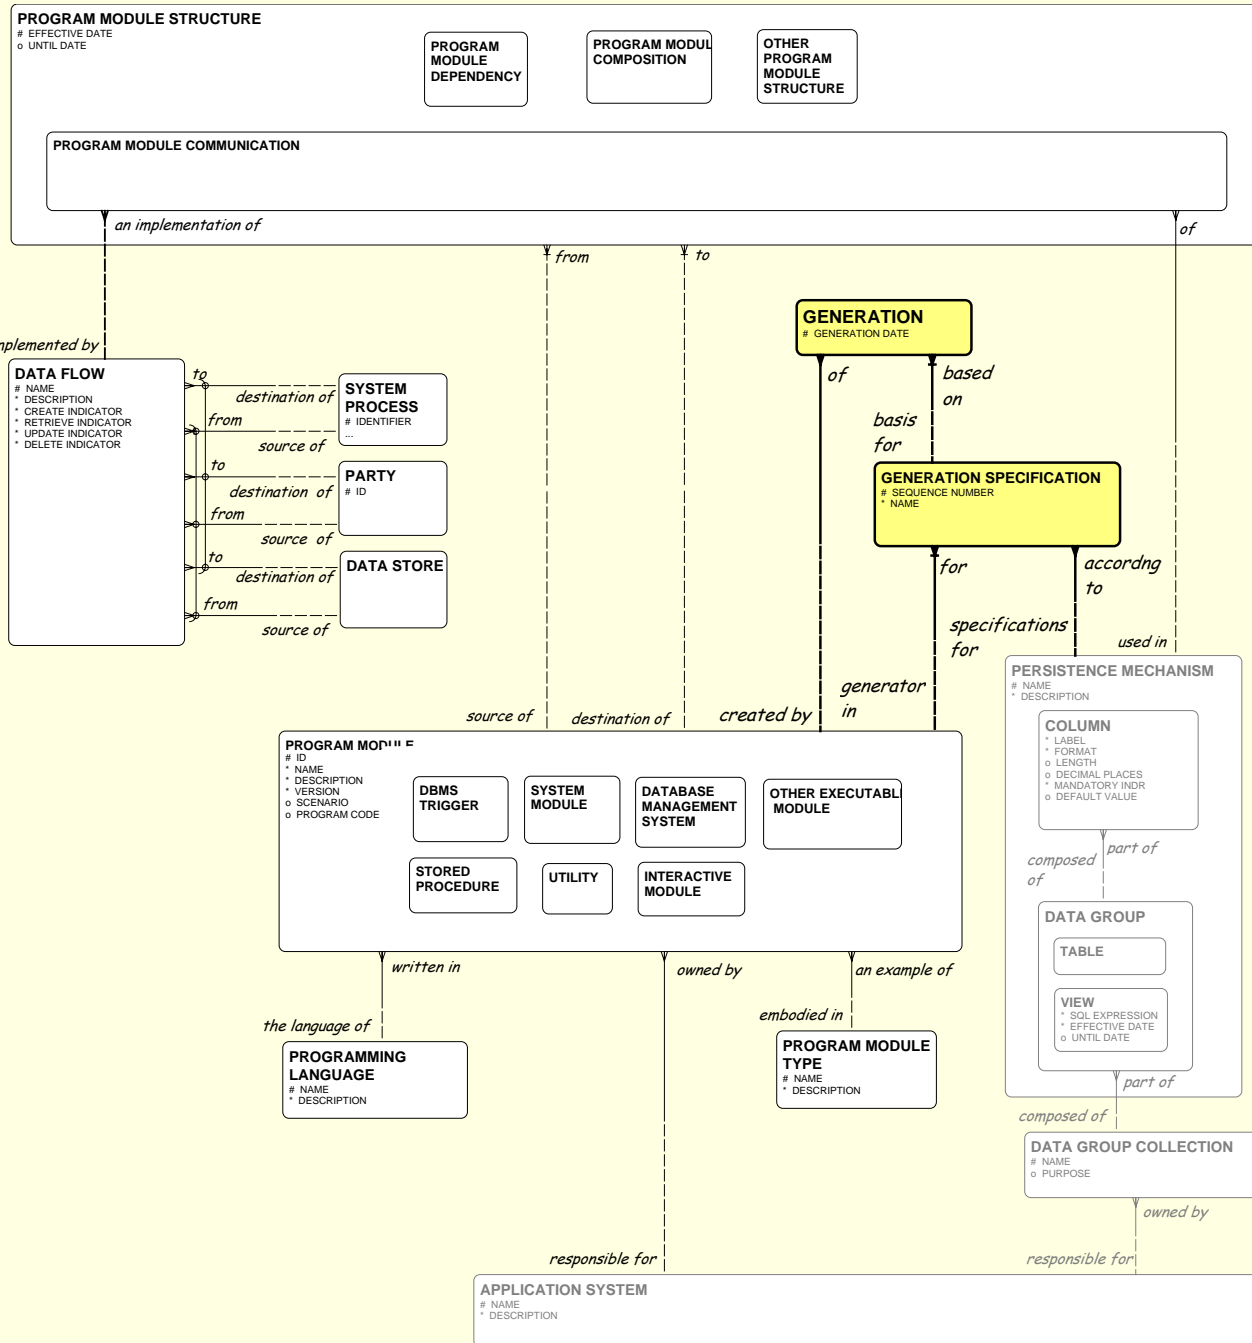 PROGRAM MODULE STRUCTURE
# EFFECTIVE DATE
o UNTIL DATE
PROGRAM
MODULE
DEPENDENCY
PROGRAM MODUL
COMPOSITION
OTHER
PROGRAM
MODULE
STRUCTURE
PROGRAM MODULE COMMUNICATION
an implementation of
of
from
to
GENERATION
# GENERATION DATE
of
based
on
basis
for
mplemented by
DATA FLOW
# NAME
* DESCRIPTION
* CREATE INDICATOR
* RETRIEVE INDICATOR
* UPDATE INDICATOR
* DELETE INDICATOR
to
destination of
from
source of
to
destination of
from
source of
to
destination of
from
source of
SYSTEM
PROCESS
# IDENTIFIER
...
PARTY
# ID
DATA STORE
GENERATION SPECIFICATION
# SEQUENCE NUMBER
* NAME
for
accordng
to
specifications
for
generator
in
used in
source of
destination of
created by
PROGRAM MODULE
# ID
* NAME
* DESCRIPTION
* VERSION
o SCENARIO
o PROGRAM CODE
DBMS
TRIGGER
SYSTEM
MODULE
DATABASE
MANAGEMENT
SYSTEM
OTHER EXECUTABL
MODULE
STORED
PROCEDURE
UTILITY
INTERACTIVE
MODULE
PERSISTENCE MECHANISM
# NAME
* DESCRIPTION
COLUMN
* LABEL
* FORMAT
o LENGTH
o DECIMAL PLACES
* MANDATORY INDR
o DEFAULT VALUE
part of
composed
of
DATA GROUP
TABLE
VIEW
* SQL EXPRESSION
* EFFECTIVE DATE
o UNTIL DATE
part of
composed of
written in
owned by
an example of
the language of
embodied in
PROGRAMMING
LANGUAGE
# NAME
* DESCRIPTION
PROGRAM MODULE
TYPE
# NAME
* DESCRIPTION
DATA GROUP COLLECTION
# NAME
o PURPOSE
owned by
responsible for
responsible for
APPLICATION SYSTEM
# NAME
* DESCRIPTION